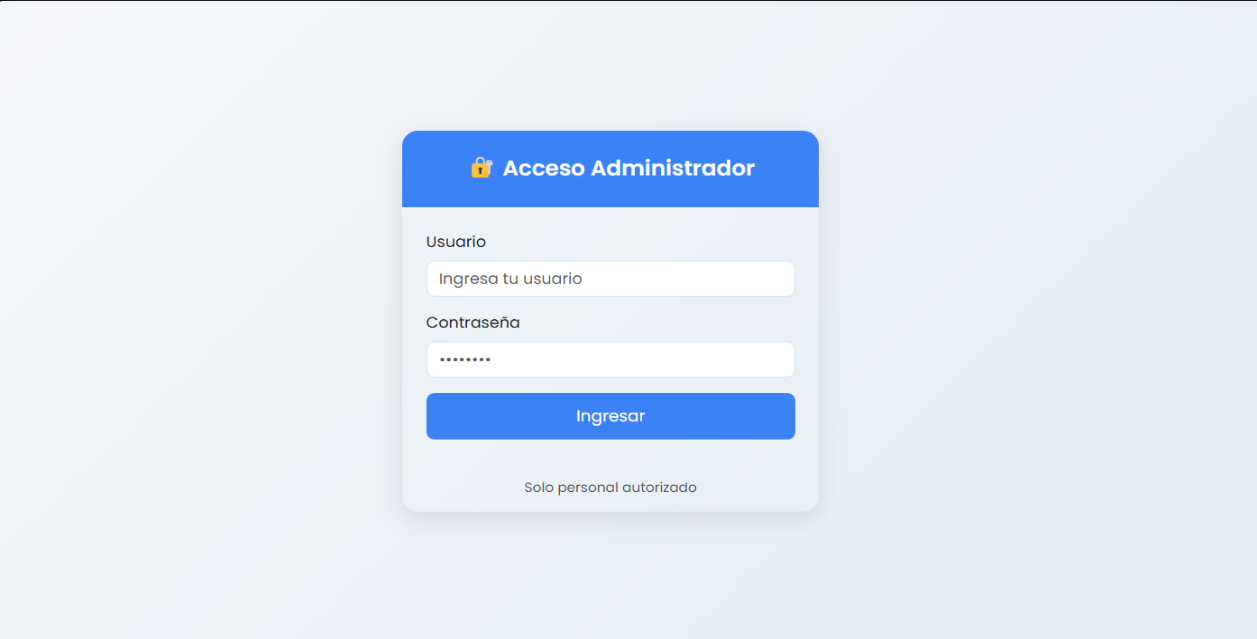 🔐 Acceso Administrador
Usuario
Ingresa tu usuario
Contraseña
••••••••
Ingresar
Solo personal autorizado